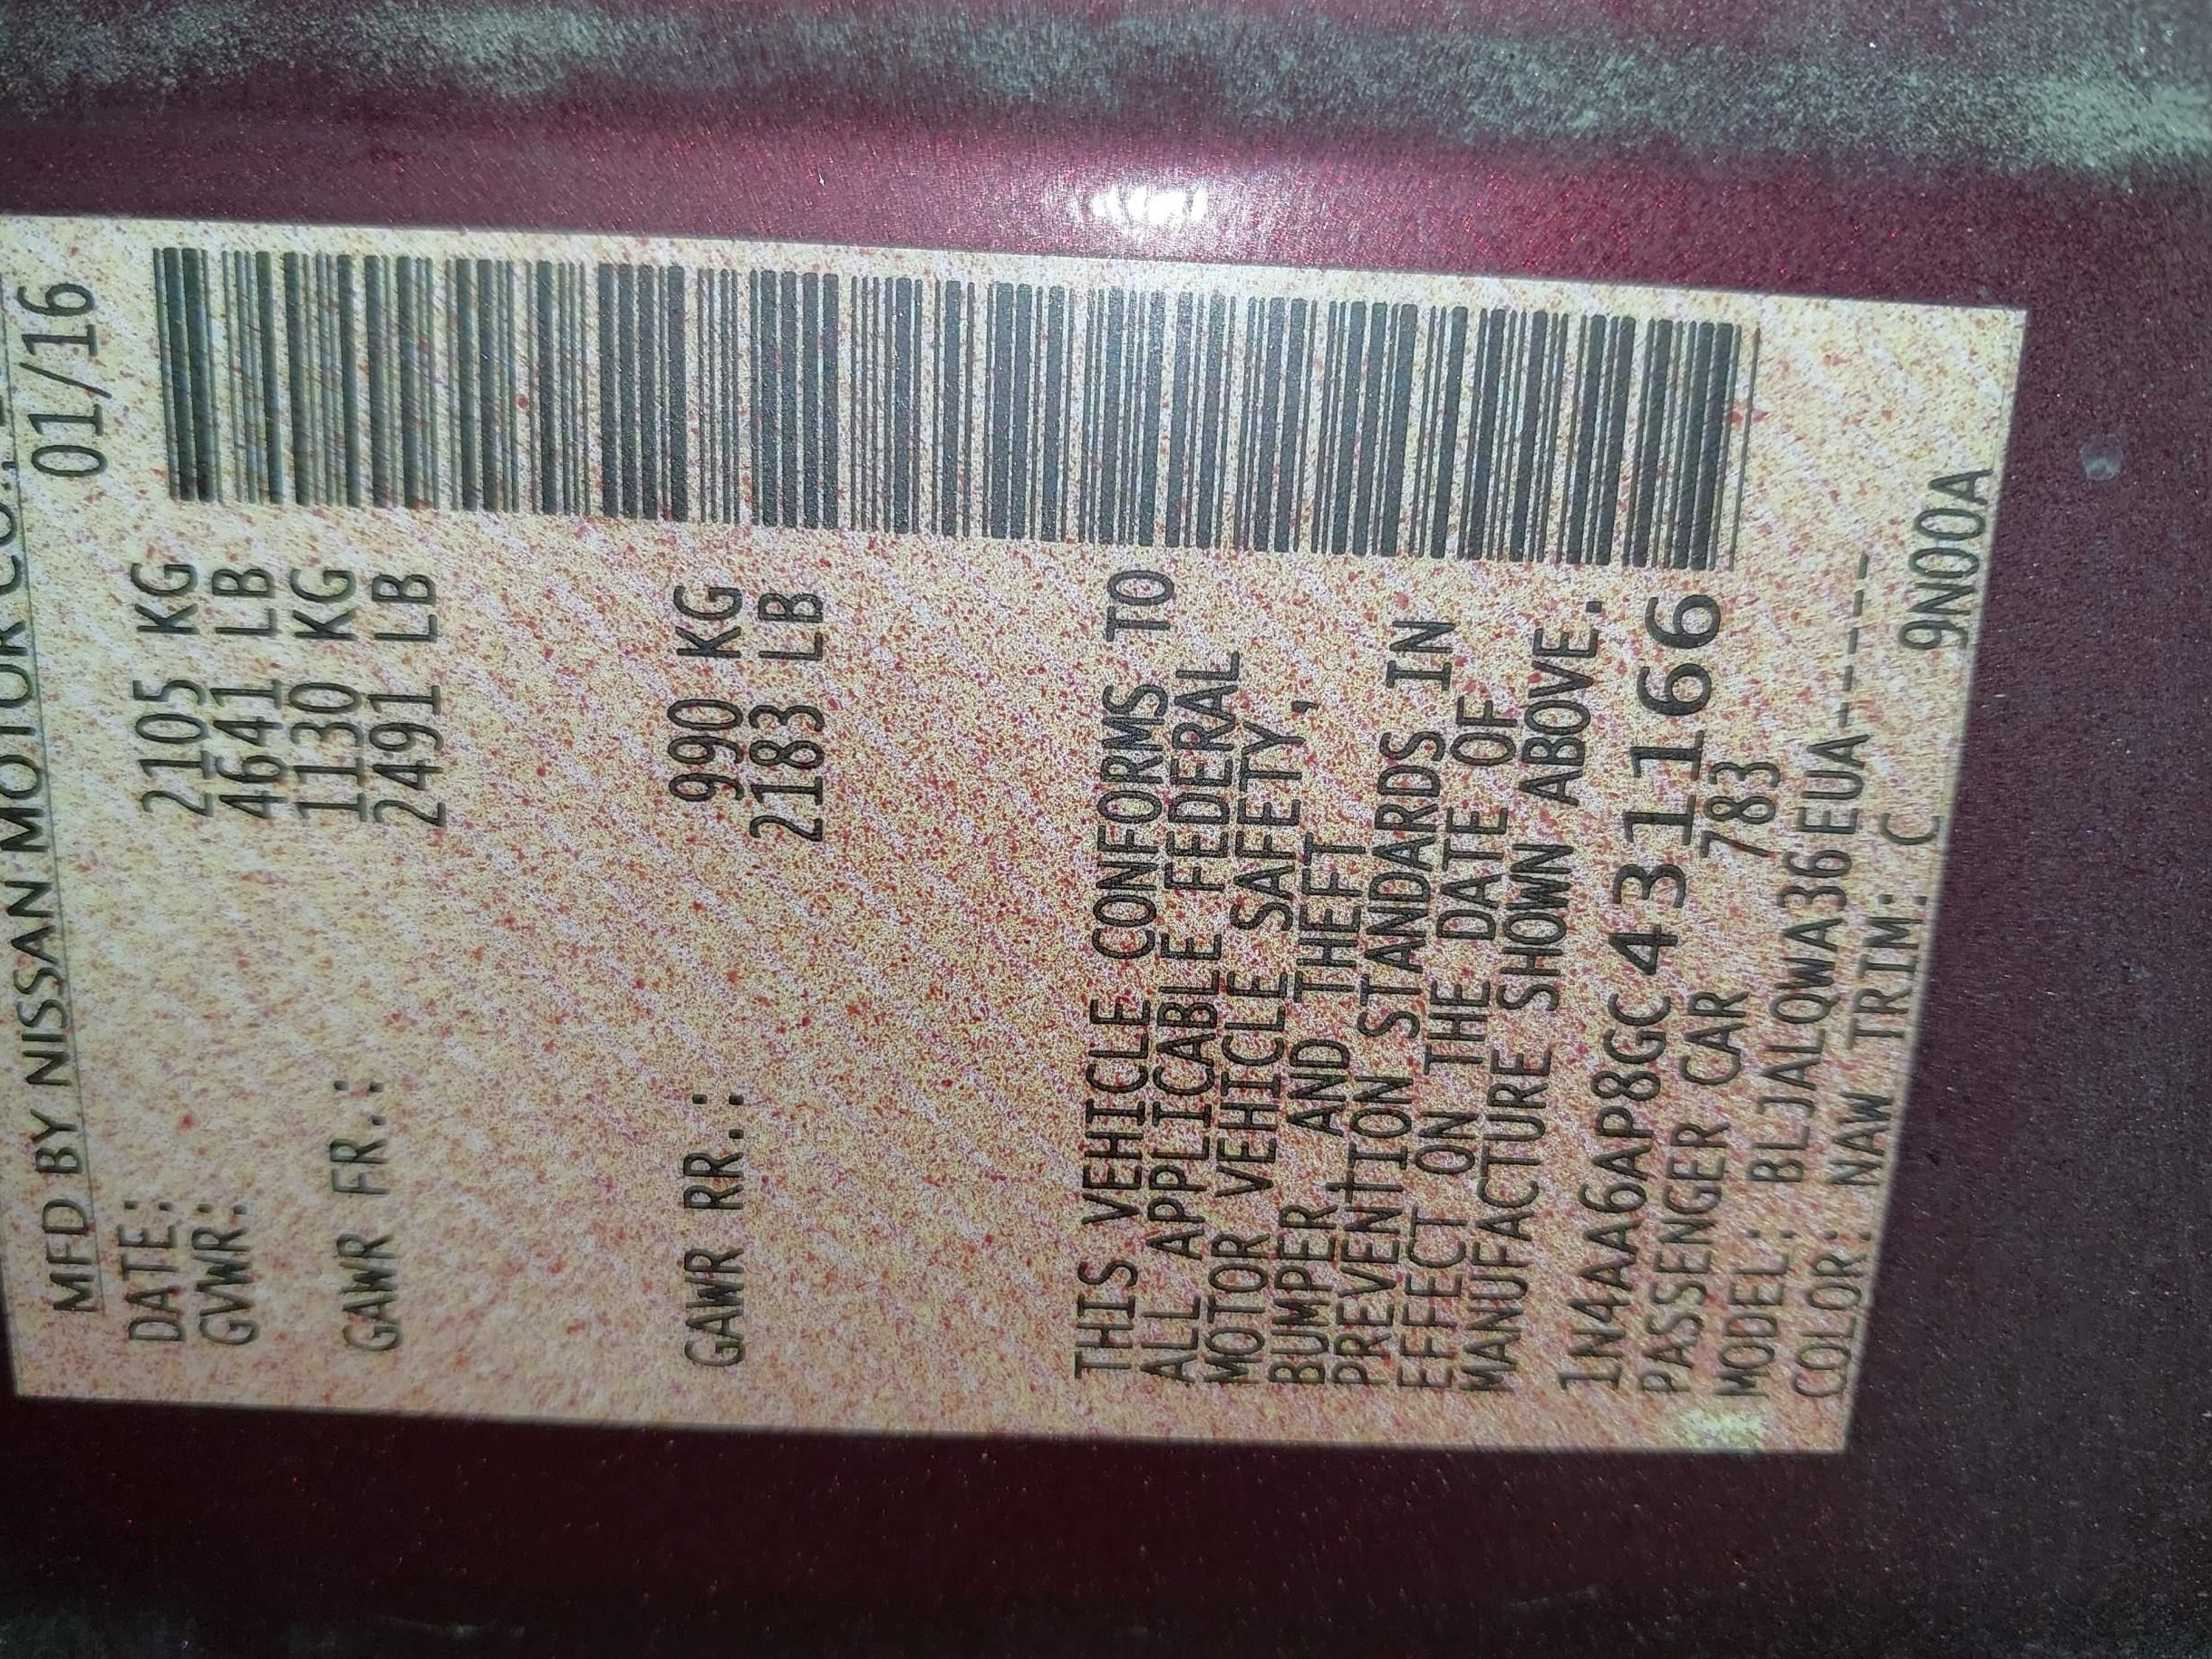 MFD BY NISSAN MOTOR CO.,
DATE: 01/16
GVWR: 2105 KG
4641 LB
GAWR FR.: 1130 KG
2491 LB
GAWR RR.: 990 KG
2183 LB
THIS VEHICLE CONFORMS TO
ALL APPLICABLE FEDERAL
MOTOR VEHICLE SAFETY,
BUMPER AND THEFT
PREVENTION STANDARDS IN
EFFECT ON THE DATE OF
MANUFACTURE SHOWN ABOVE.
1N4AA6AP8GC431166
PASSENGER CAR 783
MODEL: BLJALQWA36EUA------
COLOR: NAW TRIM: C 9N00A